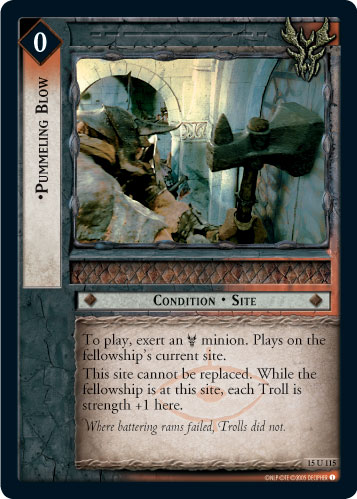 0
•Pummeling Blow
Condition • Site
To play, exert an minion. Plays on the
fellowship's current site.
This site cannot be replaced. While the
fellowship is at this site, each Troll is
strength +1 here.
Where battering rams failed, Trolls did not.
15 U 115